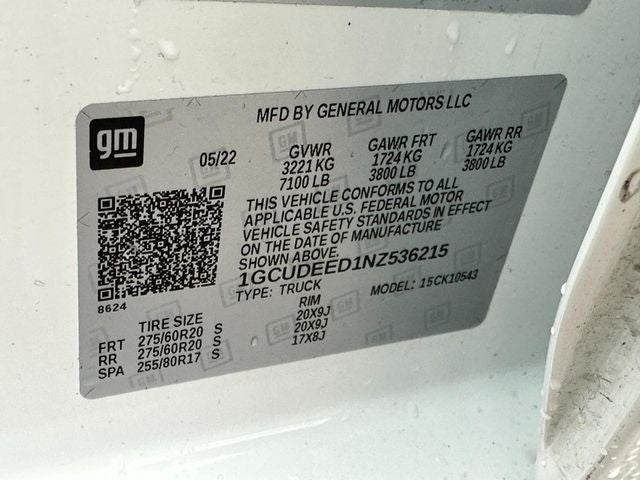 MFD BY GENERAL MOTORS LLC
gm
05/22 GVWR GAWR FRT GAWR RR
3221 KG 1724 KG 1724 KG
7100 LB 3800 LB 3800 LB
THIS VEHICLE CONFORMS TO ALL
APPLICABLE U.S. FEDERAL MOTOR
VEHICLE SAFETY STANDARDS IN EFFECT
ON THE DATE OF MANUFACTURE
SHOWN ABOVE.
1GCUDEED1NZ536215
TYPE: TRUCK MODEL: 15CK10543
8624
TIRE SIZE RIM
FRT 275/60R20 S 20X9J
RR 275/60R20 S 20X9J
SPA 255/80R17 S 17X8J